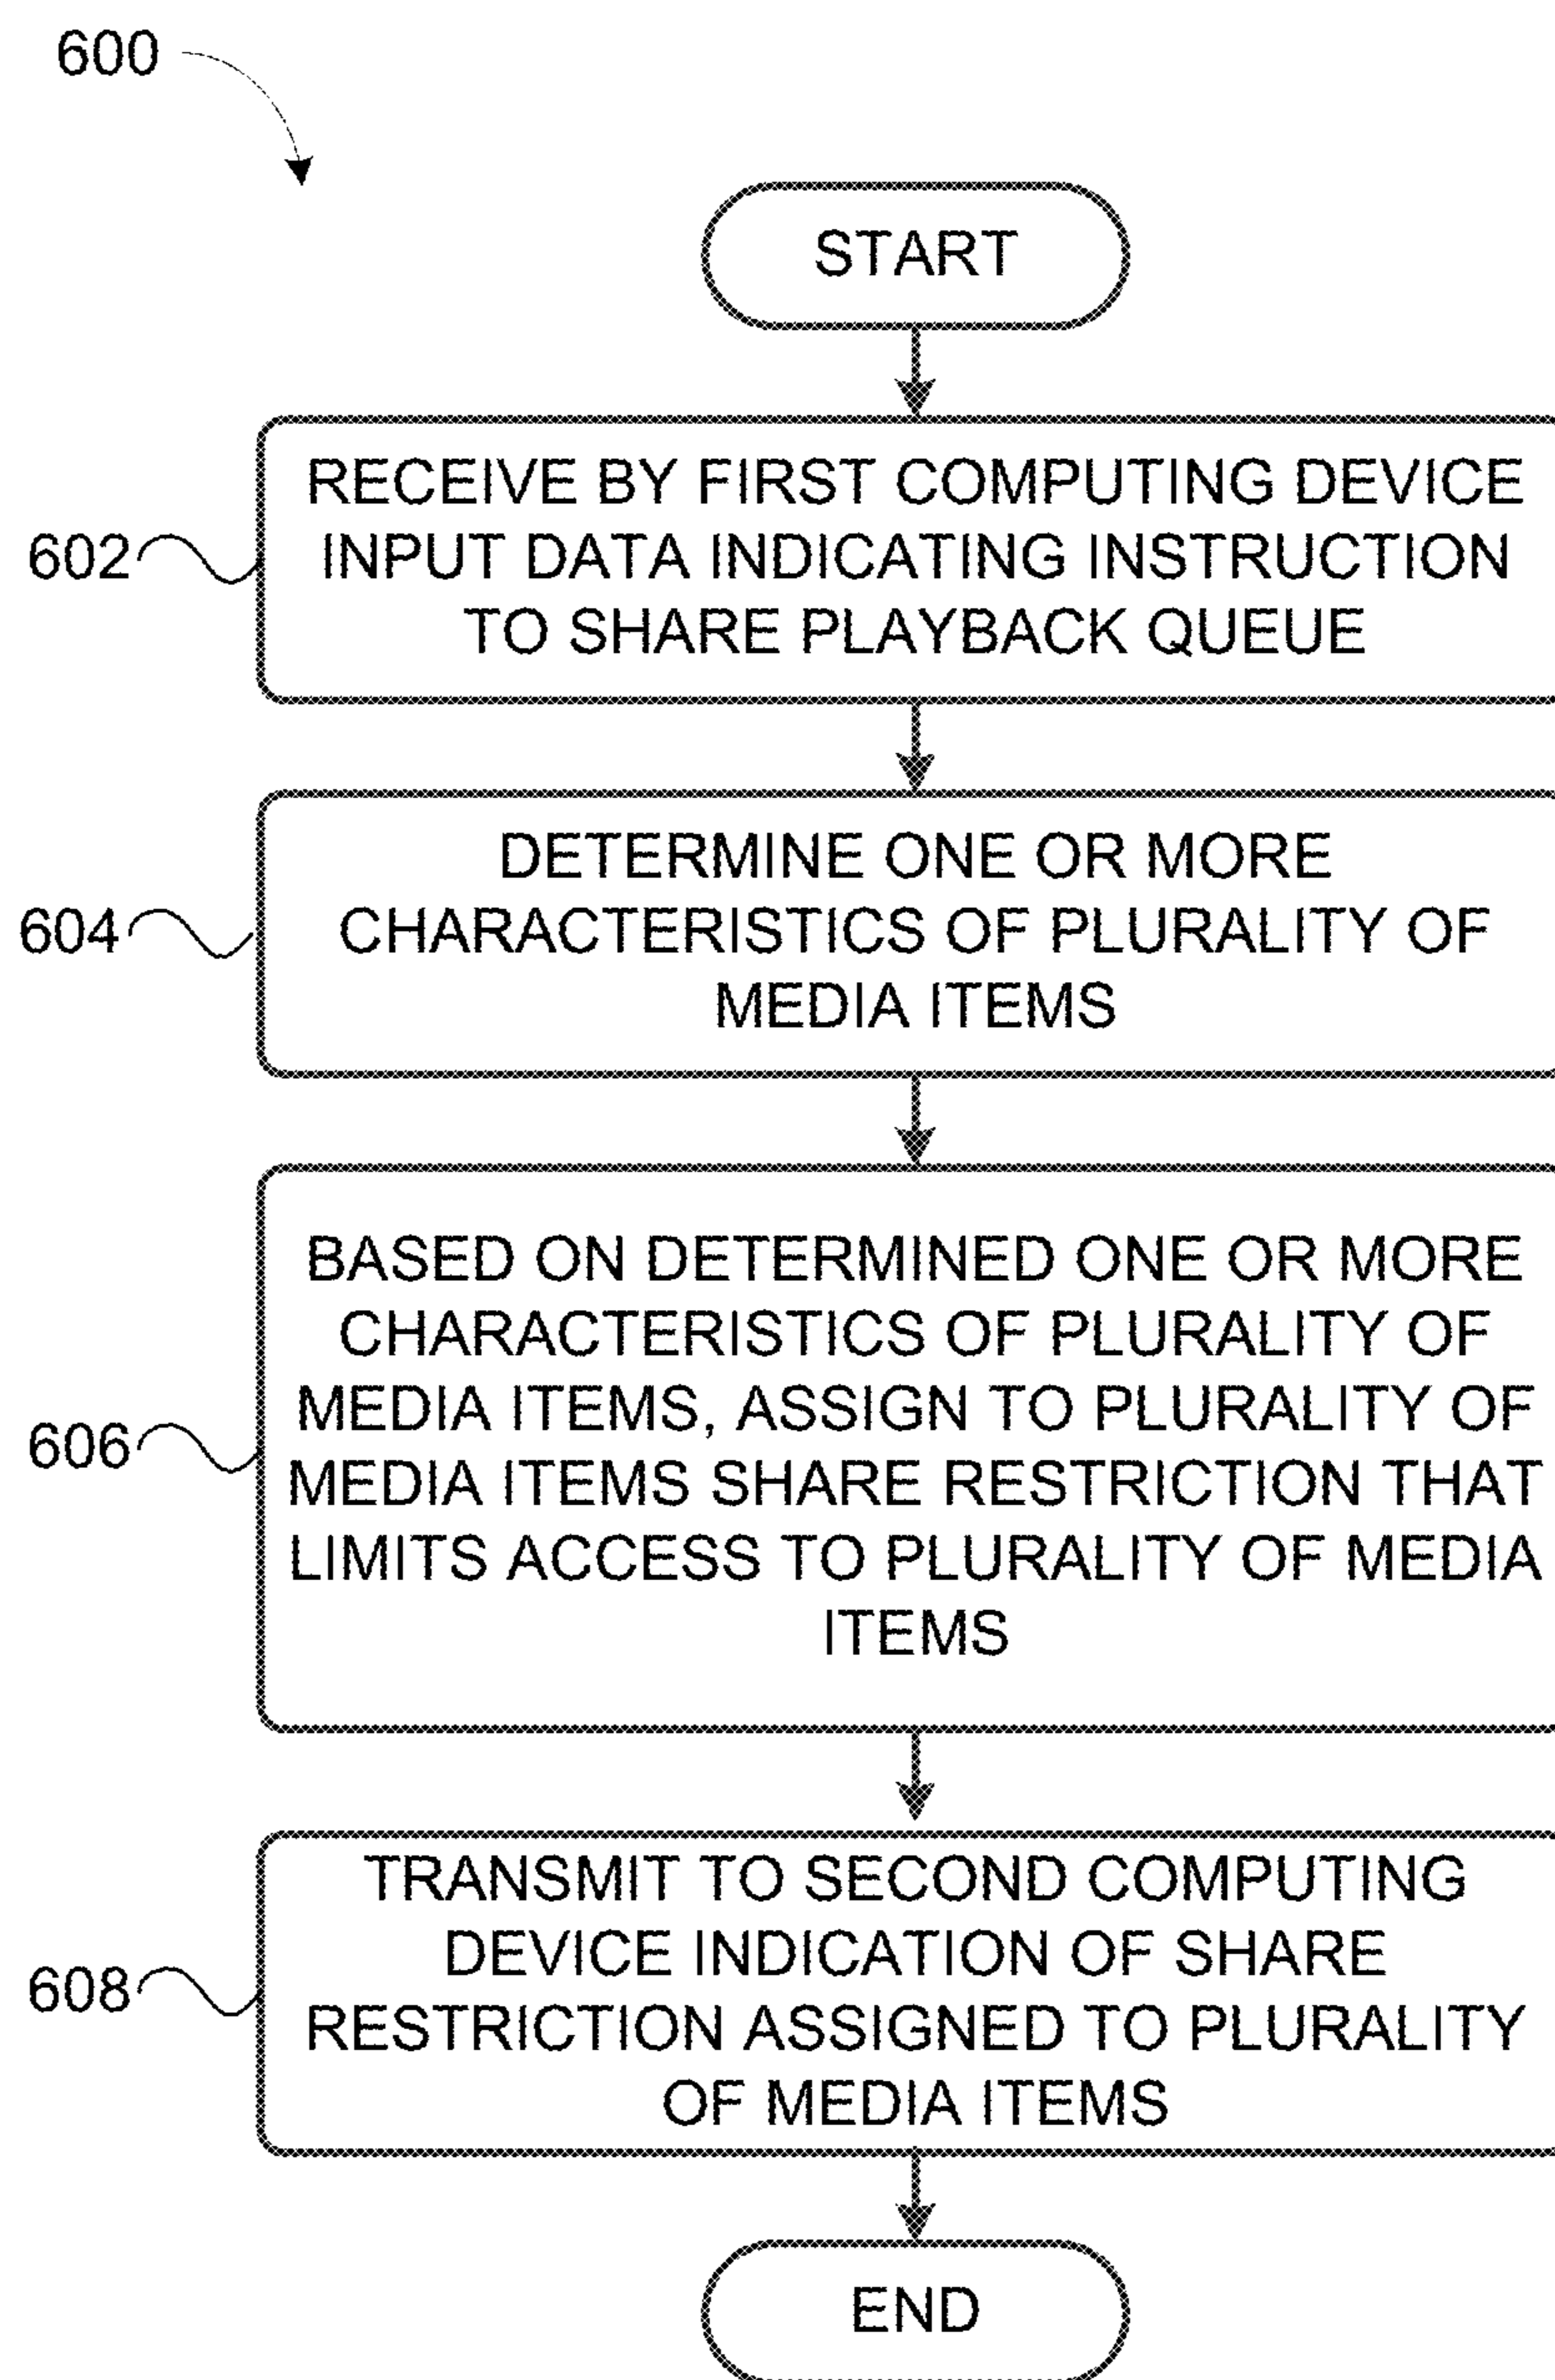 600
START
602
RECEIVE BY FIRST COMPUTING DEVICE
INPUT DATA INDICATING INSTRUCTION
TO SHARE PLAYBACK QUEUE
604
DETERMINE ONE OR MORE
CHARACTERISTICS OF PLURALITY OF
MEDIA ITEMS
606
BASED ON DETERMINED ONE OR MORE
CHARACTERISTICS OF PLURALITY OF
MEDIA ITEMS, ASSIGN TO PLURALITY OF
MEDIA ITEMS SHARE RESTRICTION THAT
LIMITS ACCESS TO PLURALITY OF MEDIA
ITEMS
608
TRANSMIT TO SECOND COMPUTING
DEVICE INDICATION OF SHARE
RESTRICTION ASSIGNED TO PLURALITY
OF MEDIA ITEMS
END